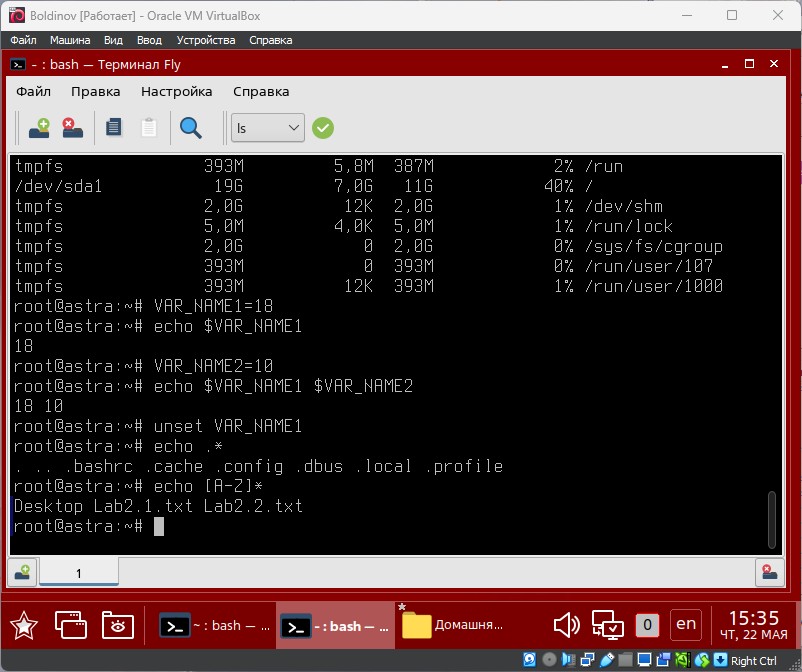 Boldinov [Работает] - Oracle VM VirtualBox
Файл Машина Вид Ввод Устройства Справка
- : bash — Терминал Fly
Файл Правка Настройка Справка
ls
tmpfs 393M 5,8M 387M 2% /run
/dev/sda1 19G 7,0G 11G 40% /
tmpfs 2,0G 12K 2,0G 1% /dev/shm
tmpfs 5,0M 4,0K 5,0M 1% /run/lock
tmpfs 2,0G 0 2,0G 0% /sys/fs/cgroup
tmpfs 393M 0 393M 0% /run/user/107
tmpfs 393M 12K 393M 1% /run/user/1000
root@astra:~# VAR_NAME1=18
root@astra:~# echo $VAR_NAME1
18
root@astra:~# VAR_NAME2=10
root@astra:~# echo $VAR_NAME1 $VAR_NAME2
18 10
root@astra:~# unset VAR_NAME1
root@astra:~# echo .*
. .. .bashrc .cache .config .dbus .local .profile
root@astra:~# echo [A-Z]*
Desktop Lab2.1.txt Lab2.2.txt
root@astra:~#
1
~ : bash — ...
- : bash — ...
* Домашня...
0
en
15:35
ЧТ, 22 МАЯ
Right Ctrl